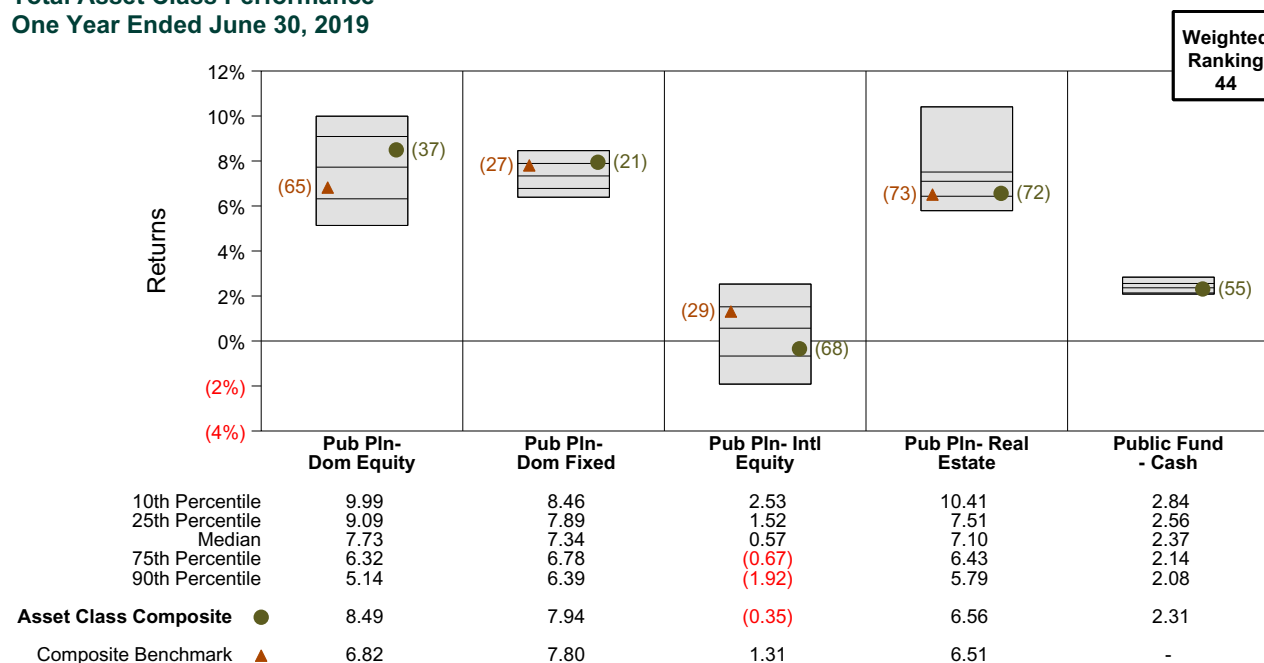 One Year Ended June 30, 2019
Weighted
Ranking
44
Returns
12%
10%
8%
6%
4%
2%
0%
(2%)
(4%)
(65)
(37)
(27)
(21)
(29)
(68)
(73)
(72)
(55)
Pub Pln- Dom Equity
Pub Pln- Dom Fixed
Pub Pln- Intl Equity
Pub Pln- Real Estate
Public Fund - Cash
10th Percentile 9.99 8.46 2.53 10.41 2.84
25th Percentile 9.09 7.89 1.52 7.51 2.56
Median 7.73 7.34 0.57 7.10 2.37
75th Percentile 6.32 6.78 (0.67) 6.43 2.14
90th Percentile 5.14 6.39 (1.92) 5.79 2.08
Asset Class Composite 8.49 7.94 (0.35) 6.56 2.31
Composite Benchmark 6.82 7.80 1.31 6.51 -